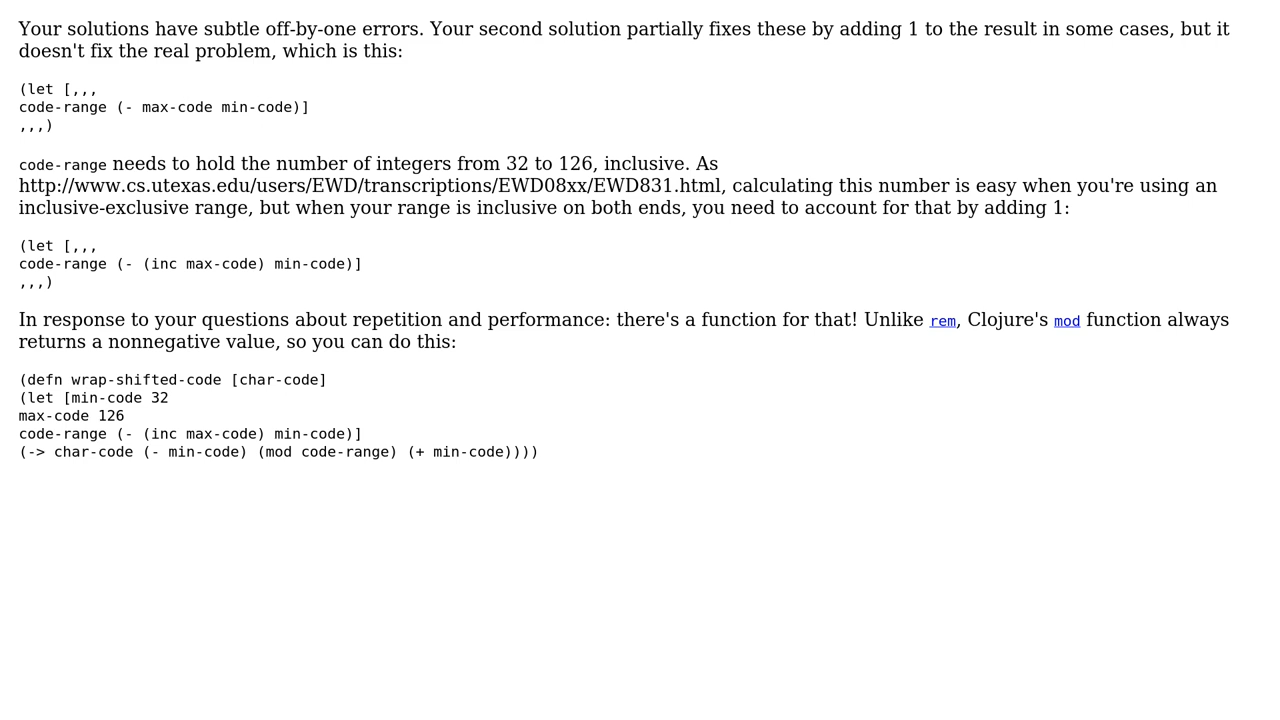 Your solutions have subtle off-by-one errors. Your second solution partially fixes these by adding 1 to the result in some cases, but it
doesn't fix the real problem, which is this:
(let [,,,
code-range (- max-code min-code)]
,,,)
code-range needs to hold the number of integers from 32 to 126, inclusive. As
http://www.cs.utexas.edu/users/EWD/transcriptions/EWD08xx/EWD831.html, calculating this number is easy when you're using an
inclusive-exclusive range, but when your range is inclusive on both ends, you need to account for that by adding 1:
(let [,,,
code-range (- (inc max-code) min-code)]
,,,)
In response to your questions about repetition and performance: there's a function for that! Unlike rem, Clojure's mod function always
returns a nonnegative value, so you can do this:
(defn wrap-shifted-code [char-code]
(let [min-code 32
max-code 126
code-range (- (inc max-code) min-code)]
(-> char-code (- min-code) (mod code-range) (+ min-code))))